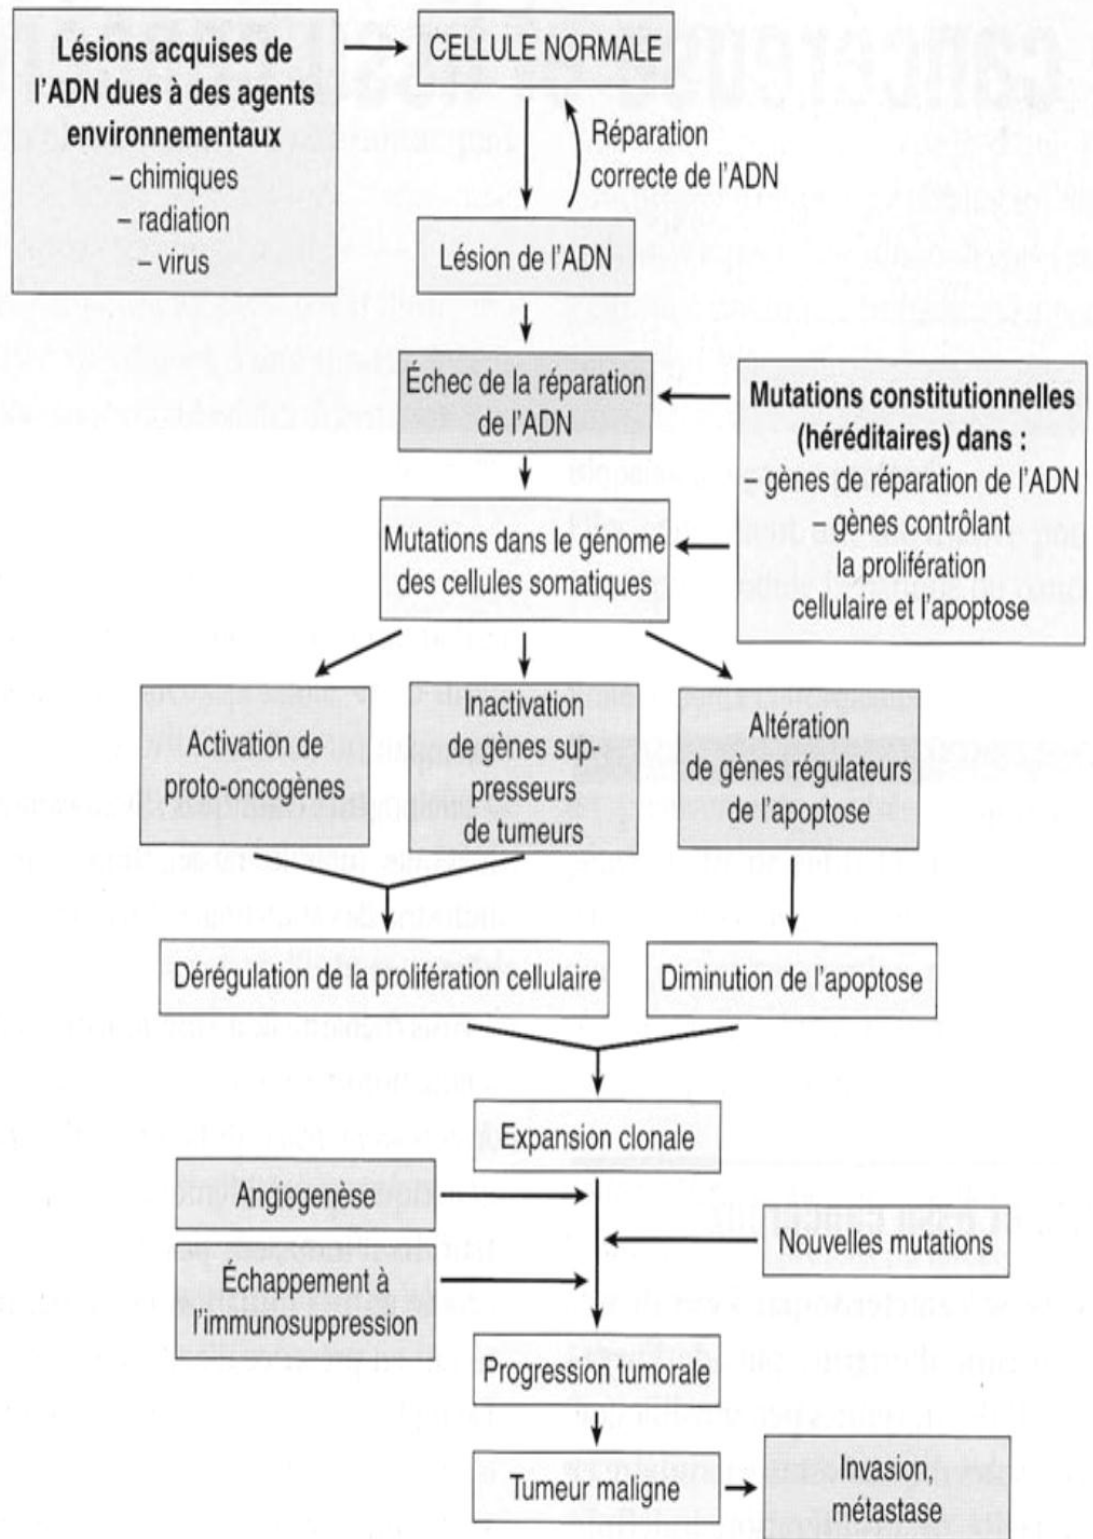 Lésions acquises de
l'ADN dues à des agents
environnementaux
– chimiques
– radiation
– virus
CELLULE NORMALE
Réparation
correcte de l'ADN
Lésion de l'ADN
Échec de la réparation
de l'ADN
Mutations constitutionnelles
(héréditaires) dans :
– gènes de réparation de l'ADN
– gènes contrôlant
la prolifération
cellulaire et l'apoptose
Mutations dans le génome
des cellules somatiques
Activation de
proto-oncogènes
Inactivation
de gènes sup-
presseurs
de tumeurs
Altération
de gènes régulateurs
de l'apoptose
Dérégulation de la prolifération cellulaire
Diminution de l'apoptose
Expansion clonale
Angiogenèse
Nouvelles mutations
Échappement à
l'immunosuppression
Progression tumorale
Tumeur maligne
Invasion,
métastase